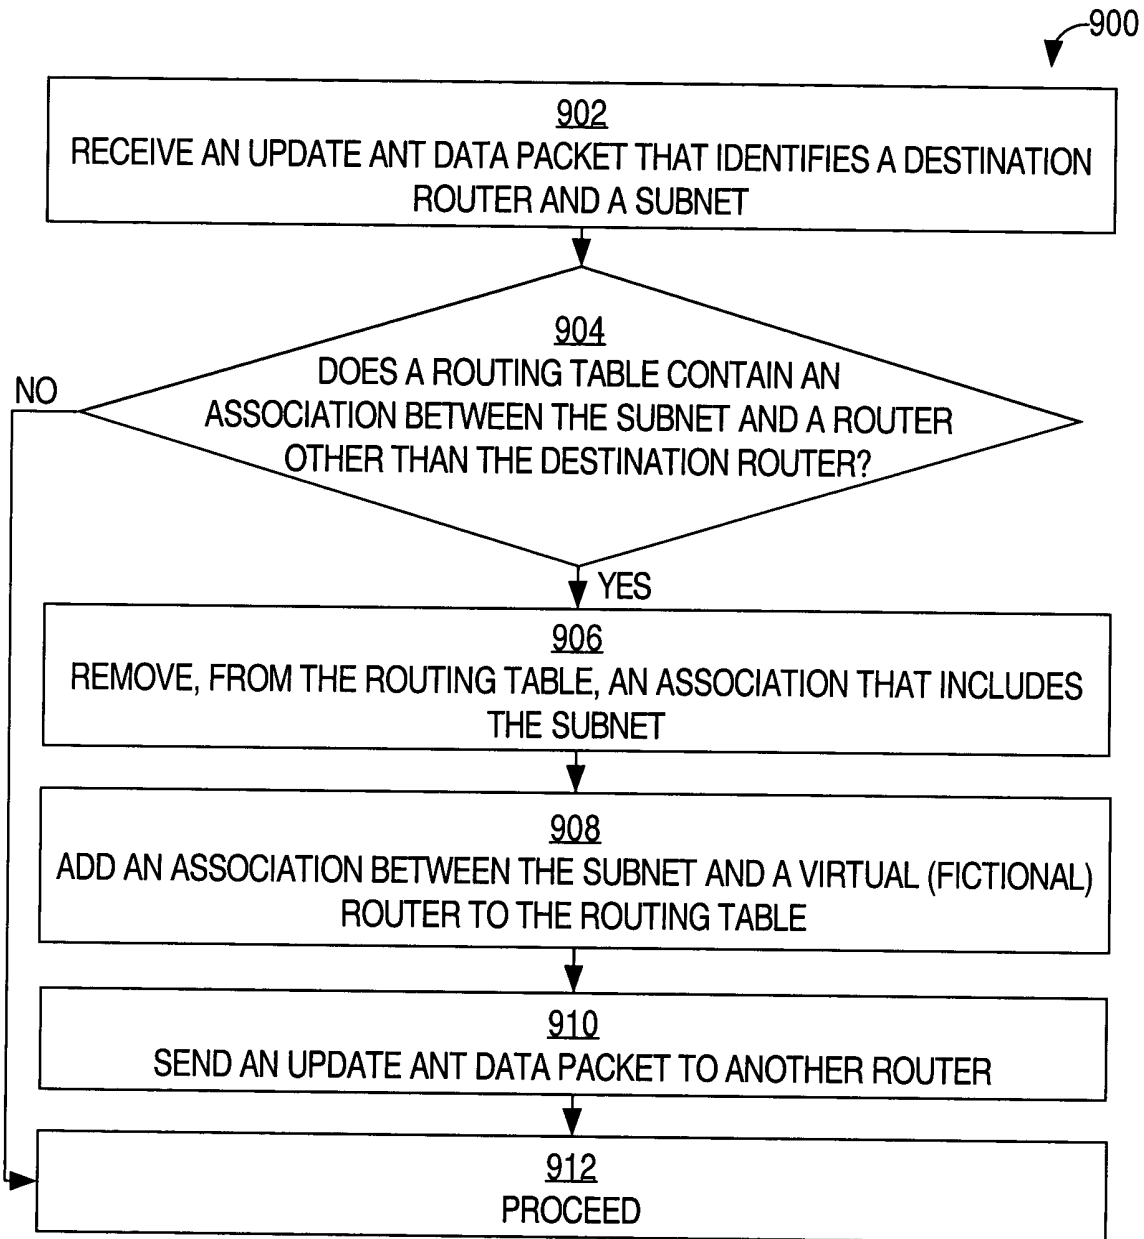 900
902
RECEIVE AN UPDATE ANT DATA PACKET THAT IDENTIFIES A DESTINATION
ROUTER AND A SUBNET
904
DOES A ROUTING TABLE CONTAIN AN
ASSOCIATION BETWEEN THE SUBNET AND A ROUTER
OTHER THAN THE DESTINATION ROUTER?
NO
YES
906
REMOVE, FROM THE ROUTING TABLE, AN ASSOCIATION THAT INCLUDES
THE SUBNET
908
ADD AN ASSOCIATION BETWEEN THE SUBNET AND A VIRTUAL (FICTIONAL)
ROUTER TO THE ROUTING TABLE
910
SEND AN UPDATE ANT DATA PACKET TO ANOTHER ROUTER
912
PROCEED